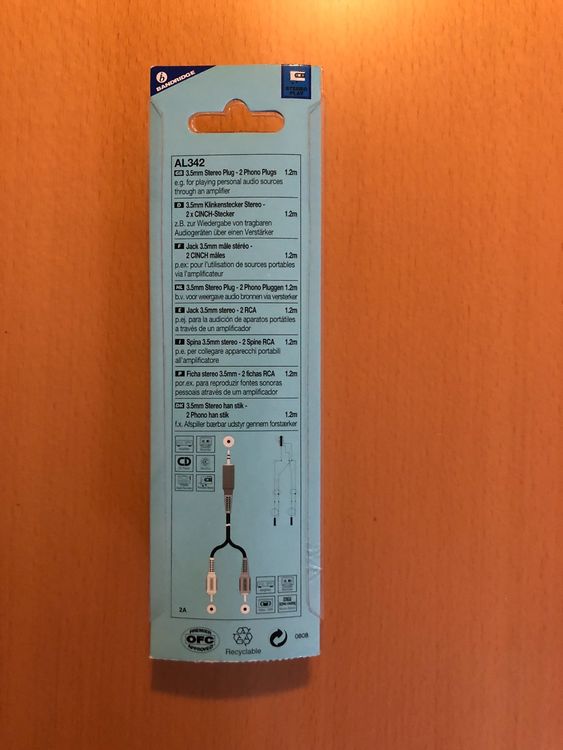 BANDRIDGE
STEREO
PLAY
AL342
GB 3.5mm Stereo Plug - 2 Phono Plugs 1.2m
e.g. for playing personal audio sources
through an amplifier
D 3.5mm Klinkenstecker Stereo -
2 x CINCH-Stecker 1.2m
z.B. zur Wiedergabe von tragbaren
Audiogeräten über einen Verstärker
F Jack 3.5mm mâle stéréo -
2 CINCH mâles 1.2m
p.ex: pour l'utilisation de sources portables
via l'amplificateur
NL 3.5mm Stereo Plug - 2 Phono Pluggen 1.2m
b.v. voor weergave audio bronnen via versterker
E Jack 3.5mm stereo - 2 RCA 1.2m
p.ej. para la audición de aparatos portátiles
a través de un amplificador
I Spina 3.5mm stereo - 2 Spine RCA 1.2m
p.e. per collegare apparecchi portabili
all'amplificatore
P Ficha stereo 3.5mm - 2 fichas RCA 1.2m
por.ex. para reproduzir fontes sonoras
pessoais através de um amplificador
DK 3.5mm Stereo han stik -
2 Phono han stik 1.2m
f.x. Afspiller bærbar udstyr gennem forstærker
CD
2A
PREMIER
OFC
APPROVED
Recyclable
080B